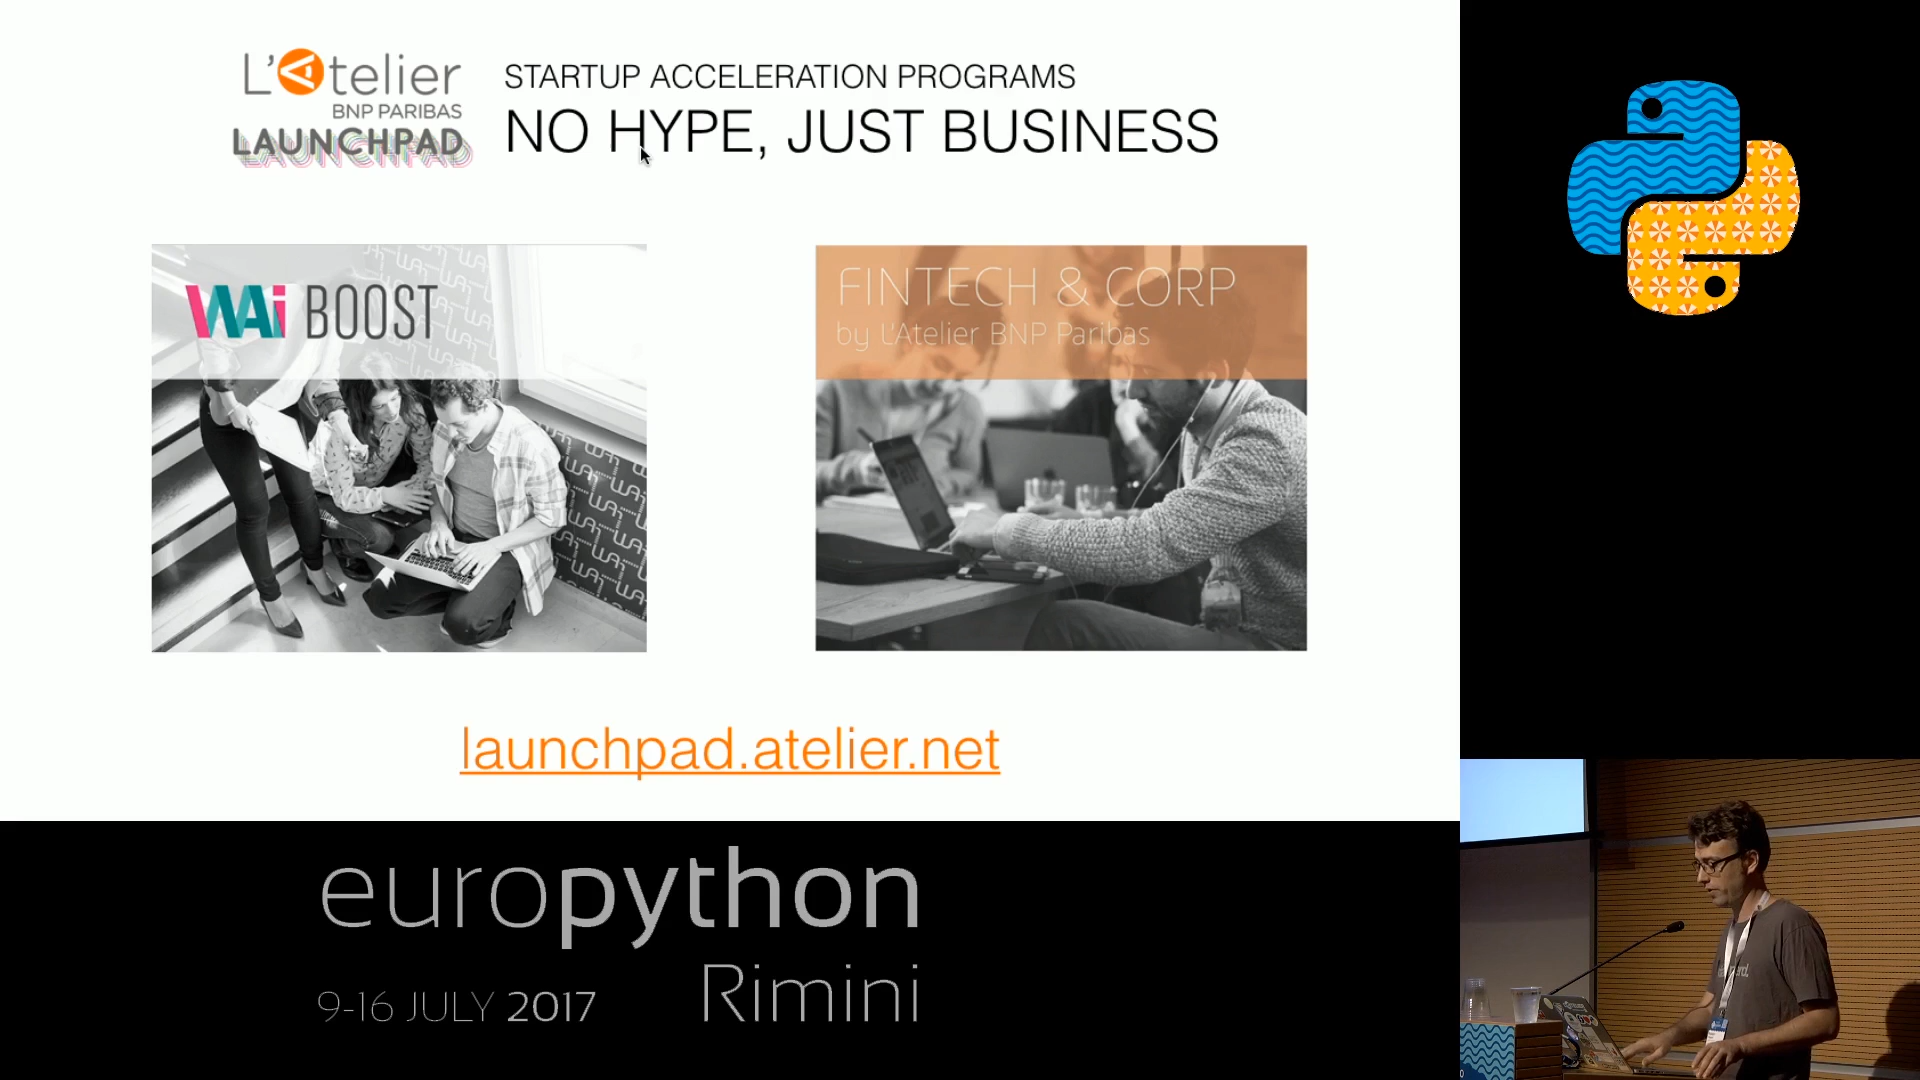 L'Atelier
BNP PARIBAS
LAUNCHPAD
STARTUP ACCELERATION PROGRAMS
NO HYPE, JUST BUSINESS
WAi BOOST
FINTECH & CORP
by L'Atelier BNP Paribas
launchpad.atelier.net
europython
9-16 JULY 2017
Rimini